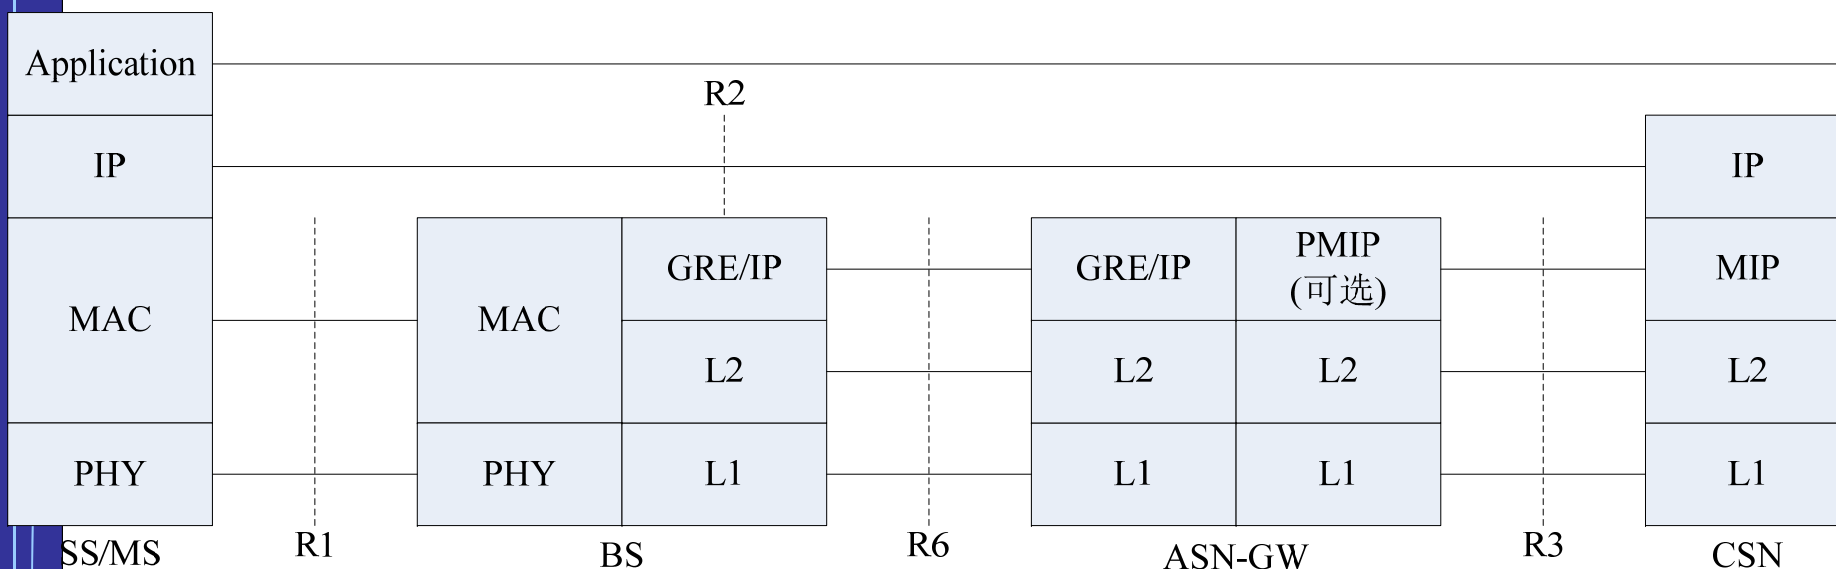 Application
R2
IP
IP
MAC
MAC
GRE/IP
GRE/IP
PMIP
(可选)
MIP
L2
L2
L2
L2
PHY
PHY
L1
L1
L1
L1
SS/MS
R1
BS
R6
ASN-GW
R3
CSN